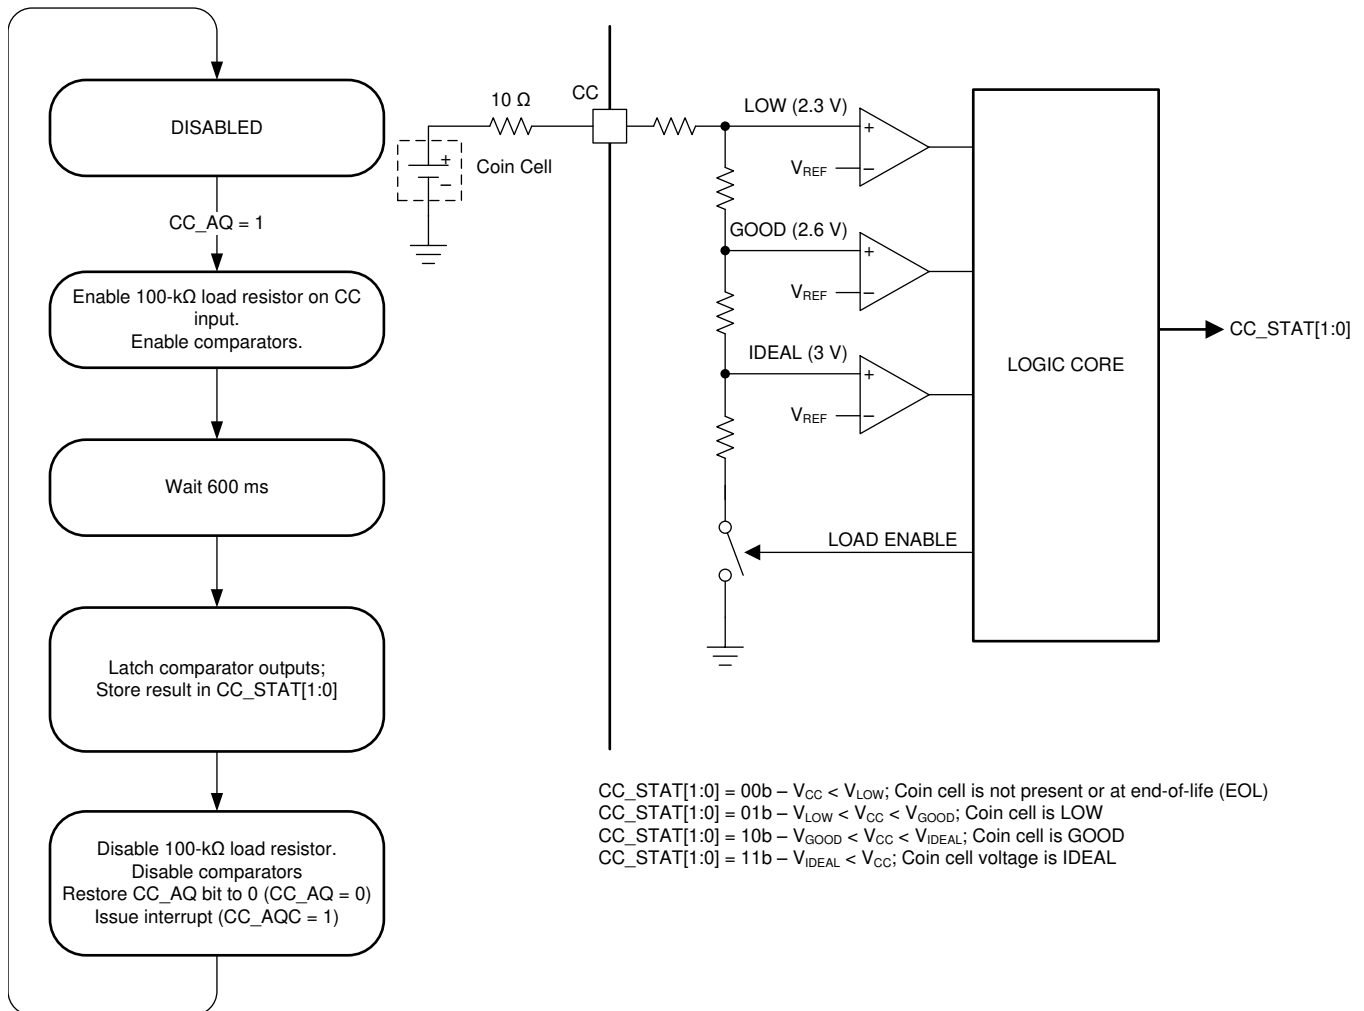 DISABLED
CC_AQ = 1
Enable 100-kΩ load resistor on CC
input.
Enable comparators.
Wait 600 ms
Latch comparator outputs;
Store result in CC_STAT[1:0]
Disable 100-kΩ load resistor.
Disable comparators
Restore CC_AQ bit to 0 (CC_AQ = 0)
Issue interrupt (CC_AQC = 1)
10 Ω
CC
+
−
Coin Cell
LOW (2.3 V)
+
VREF
−
GOOD (2.6 V)
+
VREF
−
IDEAL (3 V)
+
VREF
−
LOAD ENABLE
LOGIC CORE
CC_STAT[1:0]
CC_STAT[1:0] = 00b – VCC < VLOW; Coin cell is not present or at end-of-life (EOL)
CC_STAT[1:0] = 01b – VLOW < VCC < VGOOD; Coin cell is LOW
CC_STAT[1:0] = 10b – VGOOD < VCC < VIDEAL; Coin cell is GOOD
CC_STAT[1:0] = 11b – VIDEAL < VCC; Coin cell voltage is IDEAL